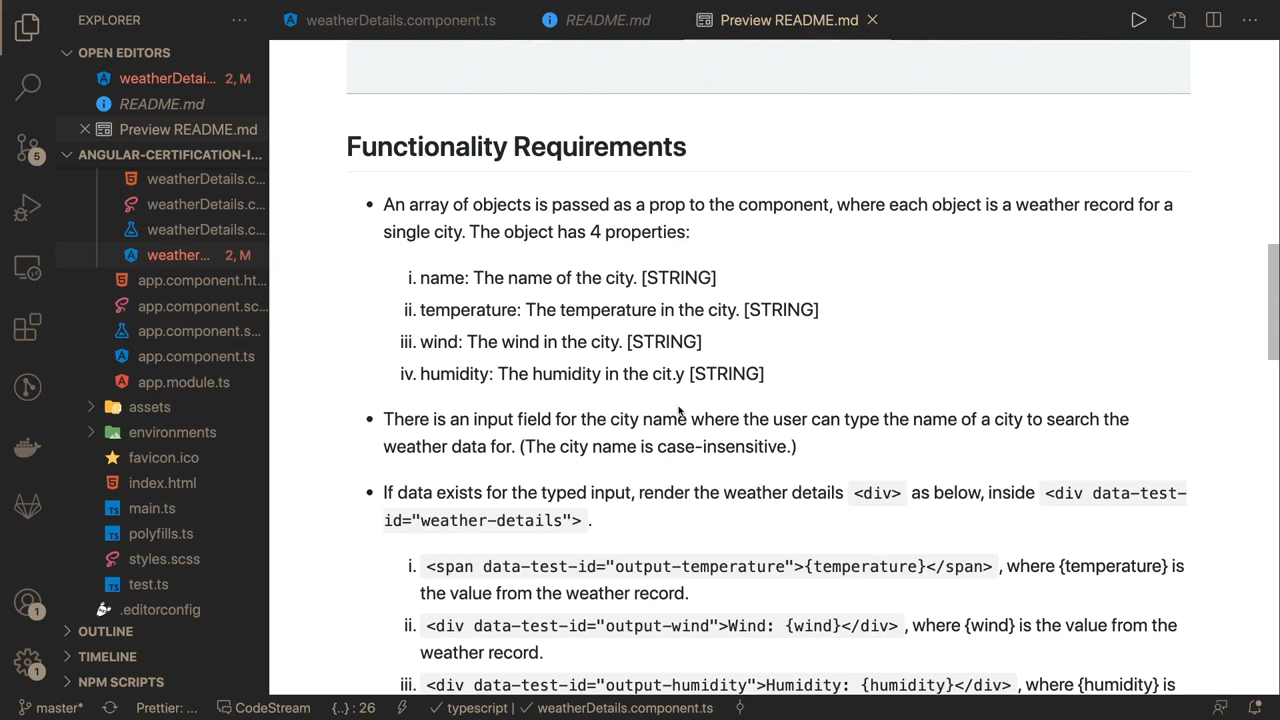 EXPLORER
weatherDetails.component.ts
README.md
Preview README.md
OPEN EDITORS
weatherDetai... 2, M
README.md
Preview README.md
ANGULAR-CERTIFICATION-I...
weatherDetails.c...
weatherDetails.c...
weatherDetails.c...
weather... 2, M
app.component.ht...
app.component.sc...
app.component.s...
app.component.ts
app.module.ts
assets
environments
favicon.ico
index.html
main.ts
polyfills.ts
styles.scss
test.ts
.editorconfig
OUTLINE
TIMELINE
NPM SCRIPTS
5
1
1
Functionality Requirements
• An array of objects is passed as a prop to the component, where each object is a weather record for a
single city. The object has 4 properties:
i. name: The name of the city. [STRING]
ii. temperature: The temperature in the city. [STRING]
iii. wind: The wind in the city. [STRING]
iv. humidity: The humidity in the cit.y [STRING]
• There is an input field for the city name where the user can type the name of a city to search the
weather data for. (The city name is case-insensitive.)
• If data exists for the typed input, render the weather details <div> as below, inside <div data-test-
id="weather-details"> .
i. <span data-test-id="output-temperature">{temperature}</span> , where {temperature} is
the value from the weather record.
ii. <div data-test-id="output-wind">Wind: {wind}</div> , where {wind} is the value from the
weather record.
iii. <div data-test-id="output-humidity">Humidity: {humidity}</div> , where {humidity} is
master* Prettier: ... CodeStream {..} : 26 typescript | weatherDetails.component.ts